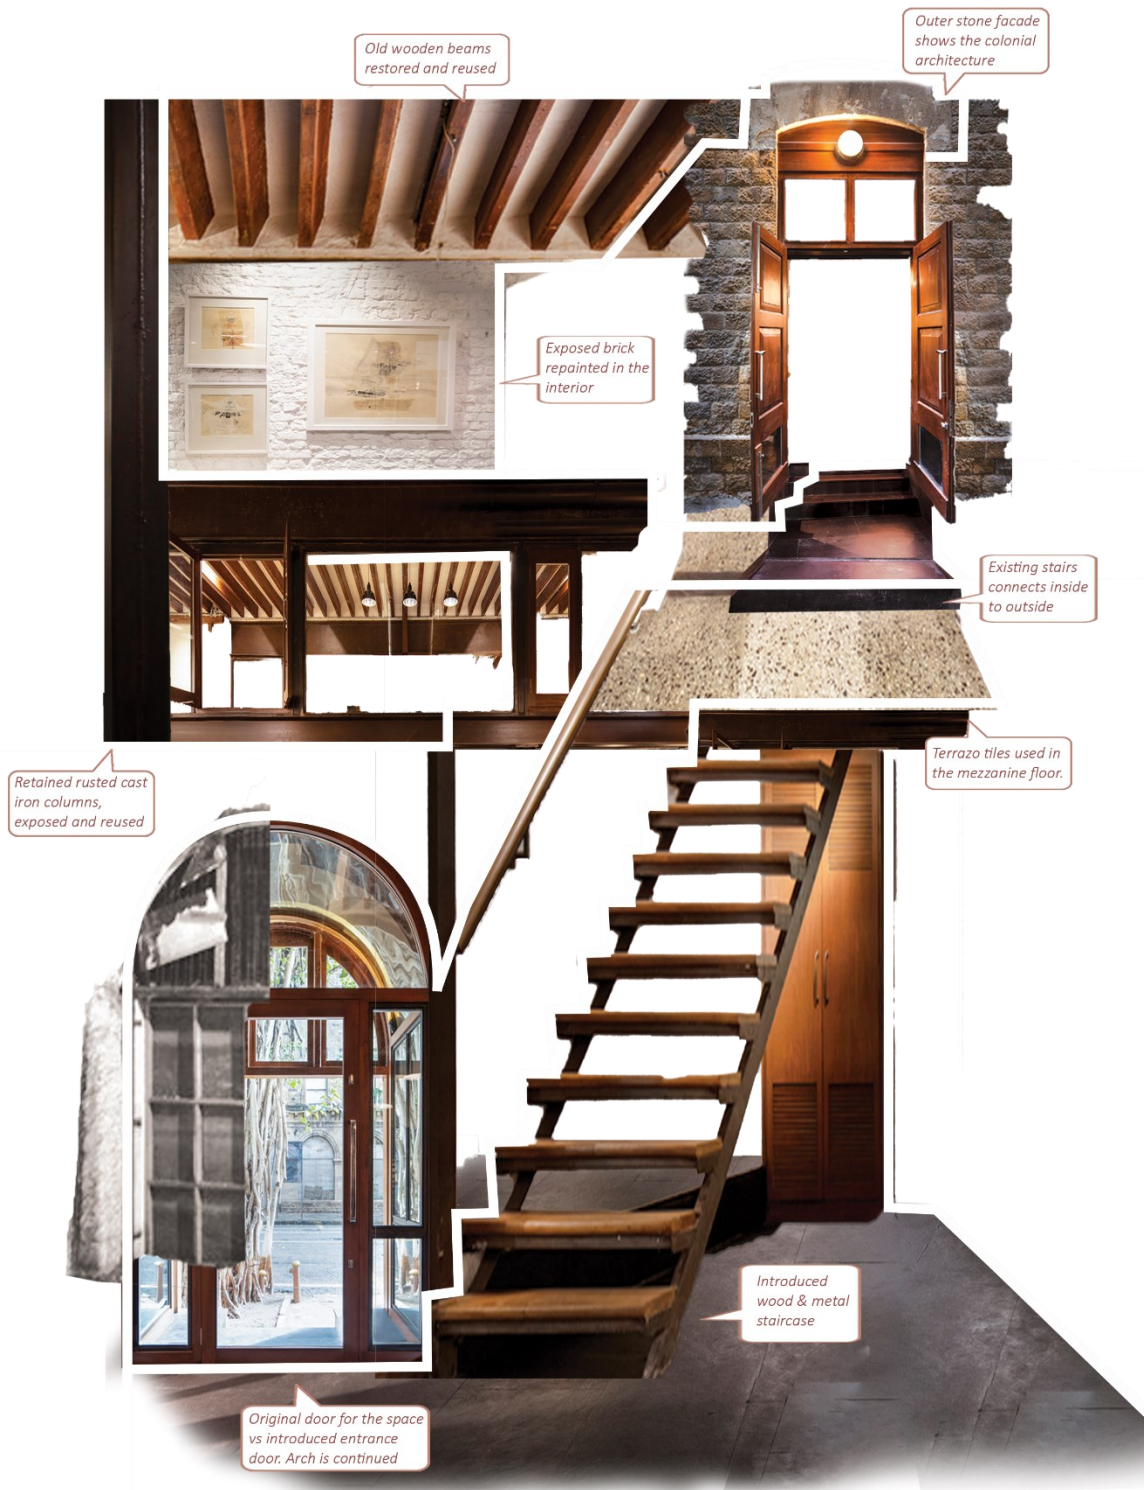 Outer stone facade
shows the colonial
architecture
Old wooden beams
restored and reused
Exposed brick
repainted in the
interior
Existing stairs
connects inside
to outside
Terrazo tiles used in
the mezzanine floor.
Retained rusted cast
iron columns,
exposed and reused
Introduced
wood & metal
staircase
Original door for the space
vs introduced entrance
door. Arch is continued